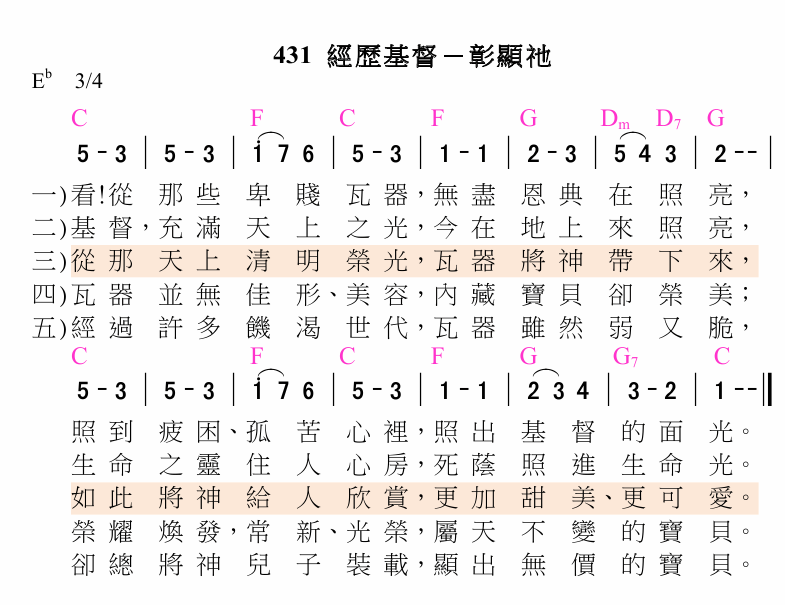 431 經歷基督－彰顯祂
E♭ 3/4
C F C F G Dm D7 G
5 - 3 | 5 - 3 | i 7 6 | 5 - 3 | 1 - 1 | 2 - 3 | 5 4 3 | 2 - - |
一)看!從那些卑賤瓦器，無盡恩典在照亮，
二)基督，充滿天上之光，今在地上來照亮，
三)從那天上清明榮光，瓦器將神帶下來，
四)瓦器並無佳形、美容，內藏寶貝卻榮美；
五)經過許多饑渴世代，瓦器雖然弱又脆，
C F C F G G7 C
5 - 3 | 5 - 3 | i 7 6 | 5 - 3 | 1 - 1 | 2 3 4 | 3 - 2 | 1 - - ||
照到疲困、孤苦心裡，照出基督的面光。
生命之靈住人心房，死蔭照進生命光。
如此將神給人欣賞，更加甜美、更可愛。
榮耀煥發，常新、光榮，屬天不變的寶貝。
卻總將神兒子裝載，顯出無價的寶貝。